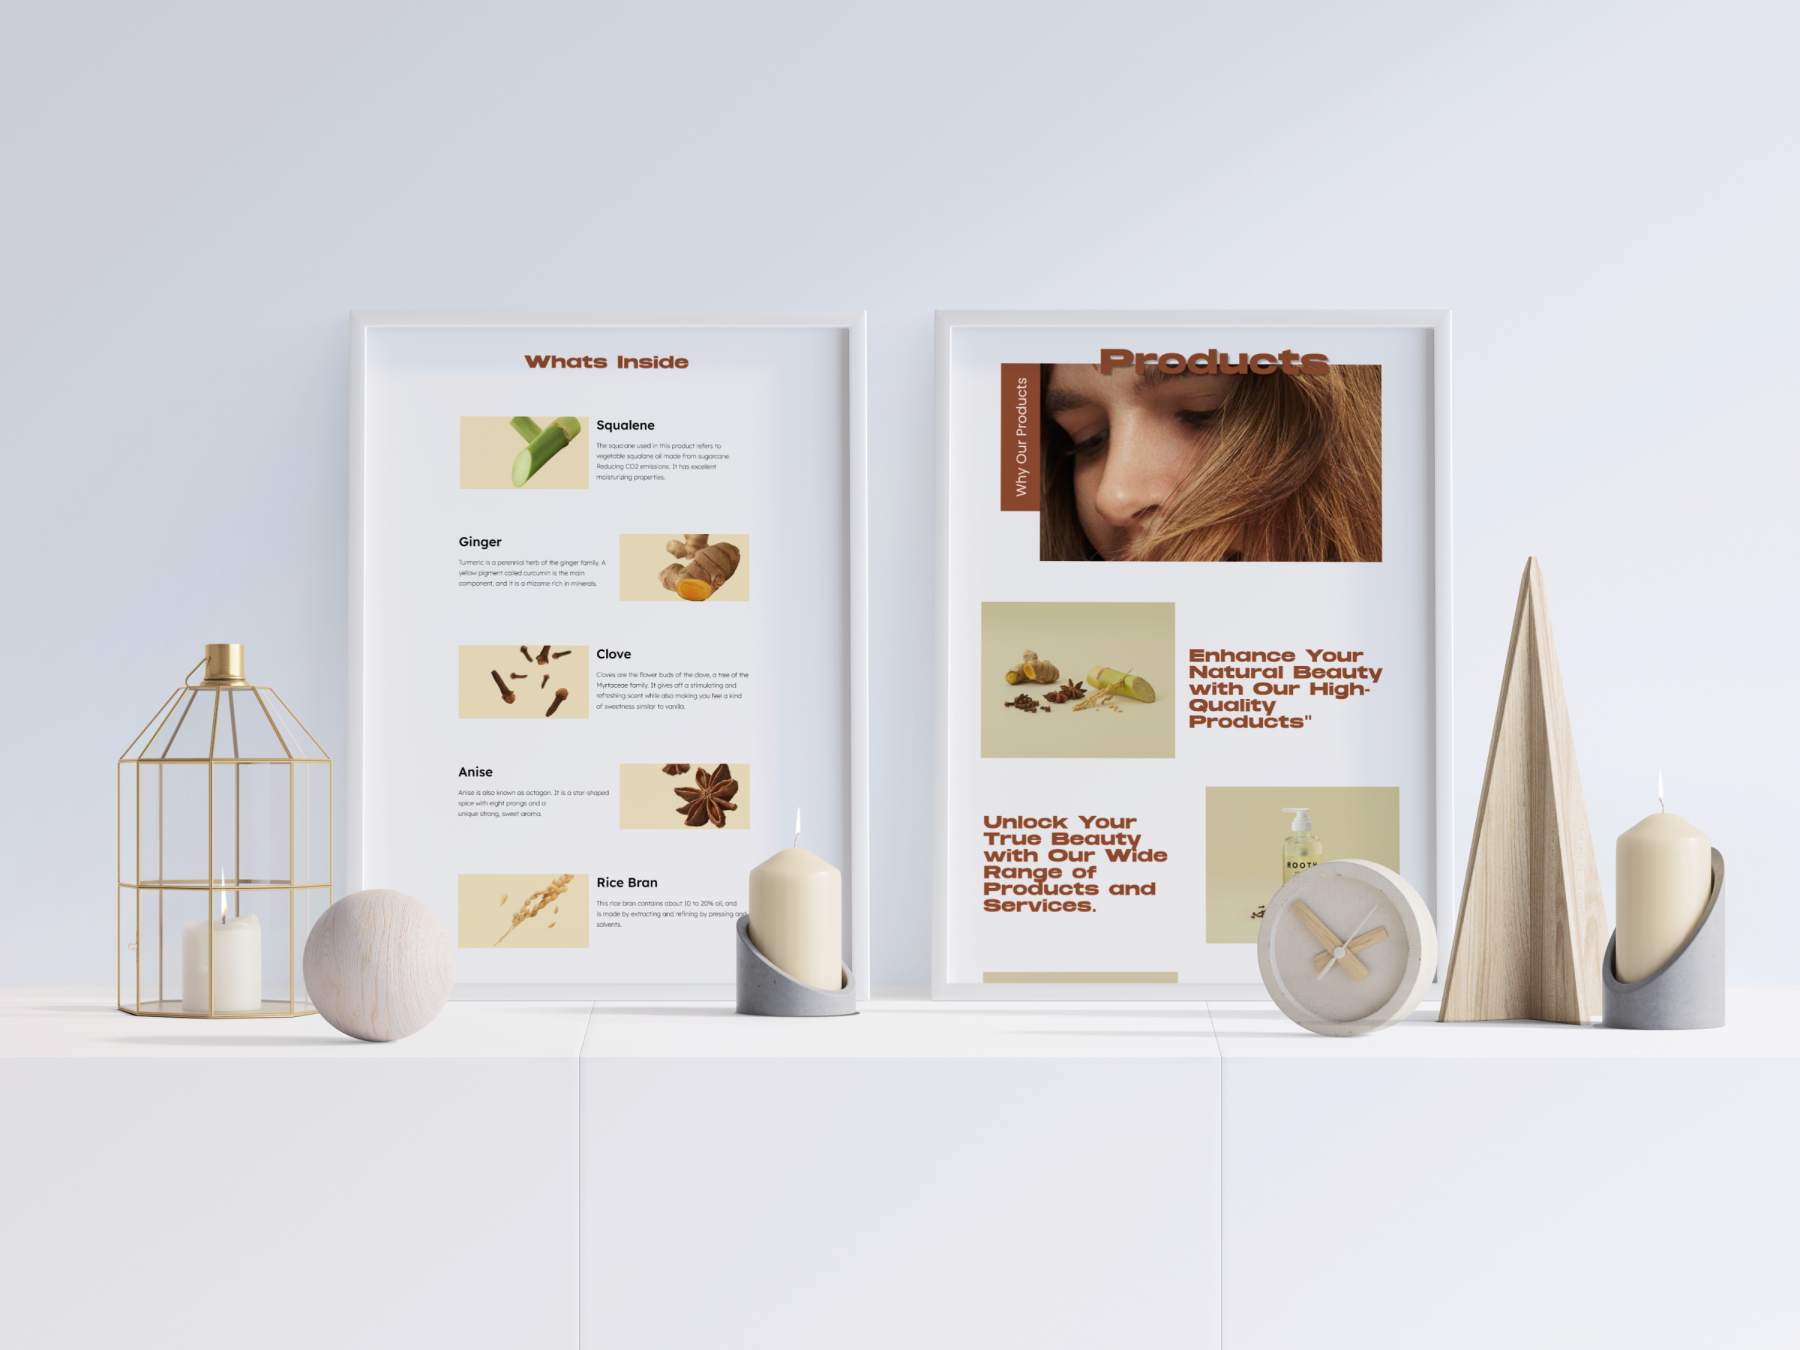 Whats Inside
Squalene
The squalane used in this product refers to
vegetable squalane oil made from sugarcane.
Reducing CO2 emissions. It has excellent
moisturizing properties.
Ginger
Turmeric is a perennial herb of the ginger family. A
yellow pigment called curcumin is the main
component, and it is a rhizome rich in minerals.
Clove
Cloves are the flower buds of the clove, a tree of the
Myrtaceae family. It gives off a stimulating and
refreshing scent while also making you feel a kind
of sweetness similar to vanilla.
Anise
Anise is also known as octagon. It is a star-shaped
spice with eight prongs and a
unique strong, sweet aroma.
Rice Bran
This rice bran contains about 10 to 20% oil, and
is made by extracting and refining by pressing and
solvents.
Products
Why Our Products
Enhance Your
Natural Beauty
with Our High-
Quality
Products"
Unlock Your
True Beauty
with Our Wide
Range of
Products and
Services.
ROOTH